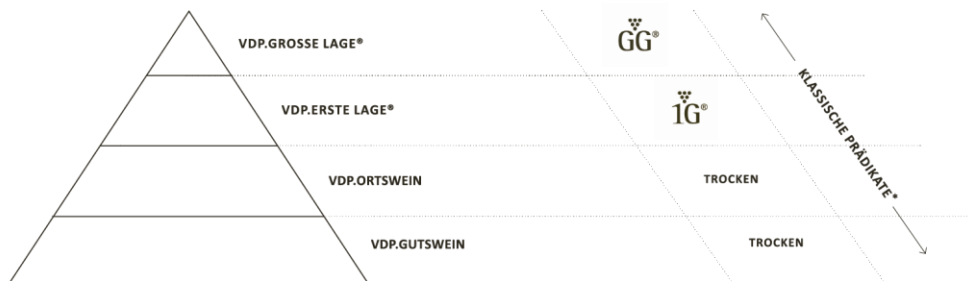 VDP.GROSSE LAGE®
GG®
VDP.ERSTE LAGE®
1G®
VDP.ORTSWEIN
TROCKEN
VDP.GUTSWEIN
TROCKEN
KLASSISCHE PRÄDIKATE®